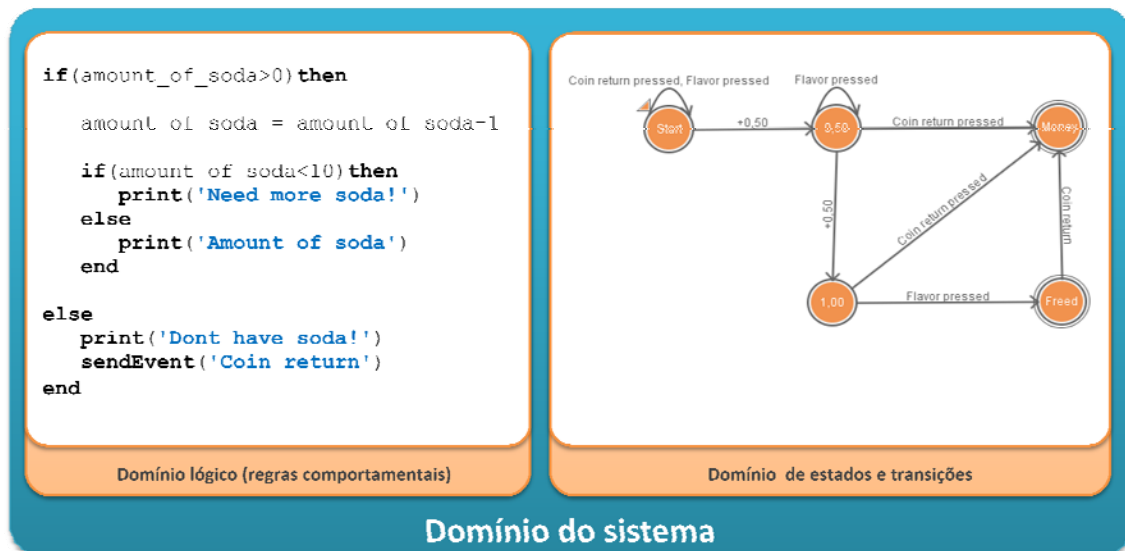 if(amount_of_soda>0)then
amount of soda = amount of soda-1
if(amount of soda<10)then
print('Need more soda!')
else
print('Amount of soda')
end
else
print('Dont have soda!')
sendEvent('Coin return')
end
Domínio lógico (regras comportamentais)
Coin return pressed, Flavor pressed
Flavor pressed
Start
+0,50
0,50
Coin return pressed
Money
+0,50
Coin return pressed
Coin return
1,00
Flavor pressed
Freed
Domínio de estados e transições
Domínio do sistema